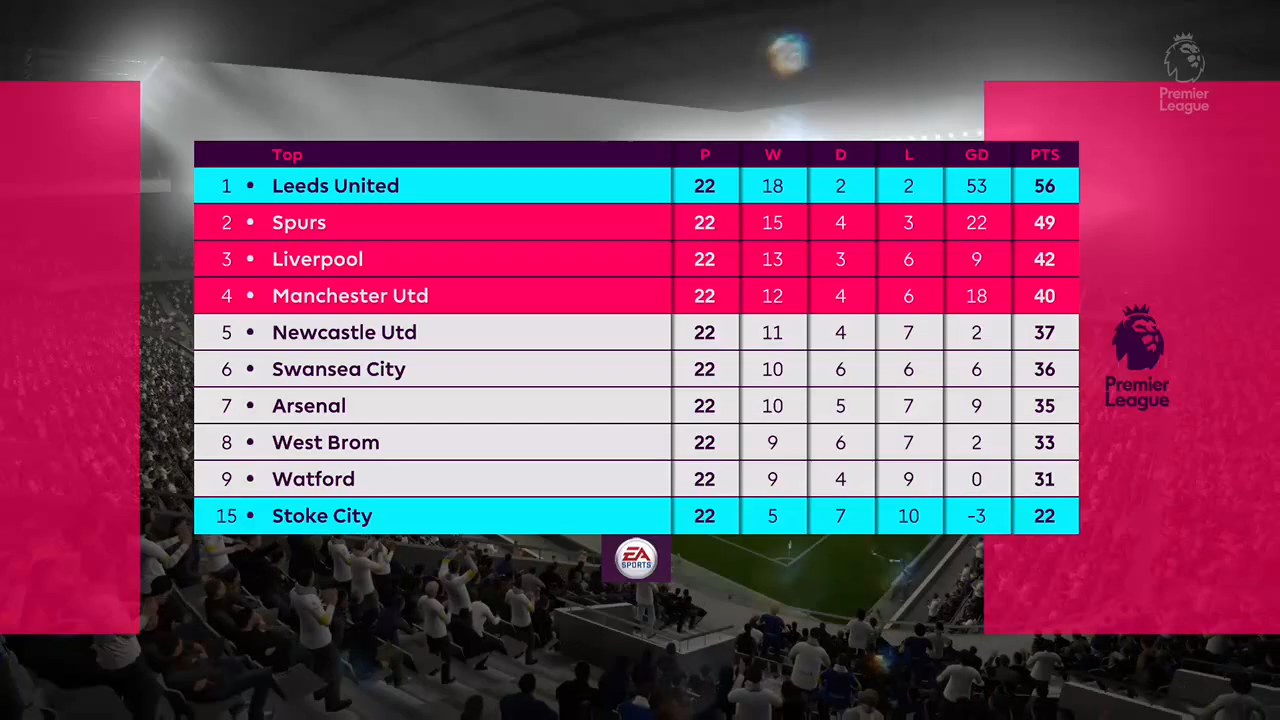 Premier
League
Top P W D L GD PTS
1 • Leeds United 22 18 2 2 53 56
2 • Spurs 22 15 4 3 22 49
3 • Liverpool 22 13 3 6 9 42
4 • Manchester Utd 22 12 4 6 18 40
5 • Newcastle Utd 22 11 4 7 2 37
6 • Swansea City 22 10 6 6 6 36
7 • Arsenal 22 10 5 7 9 35
8 • West Brom 22 9 6 7 2 33
9 • Watford 22 9 4 9 0 31
15 • Stoke City 22 5 7 10 -3 22
Premier
League
EA
SPORTS